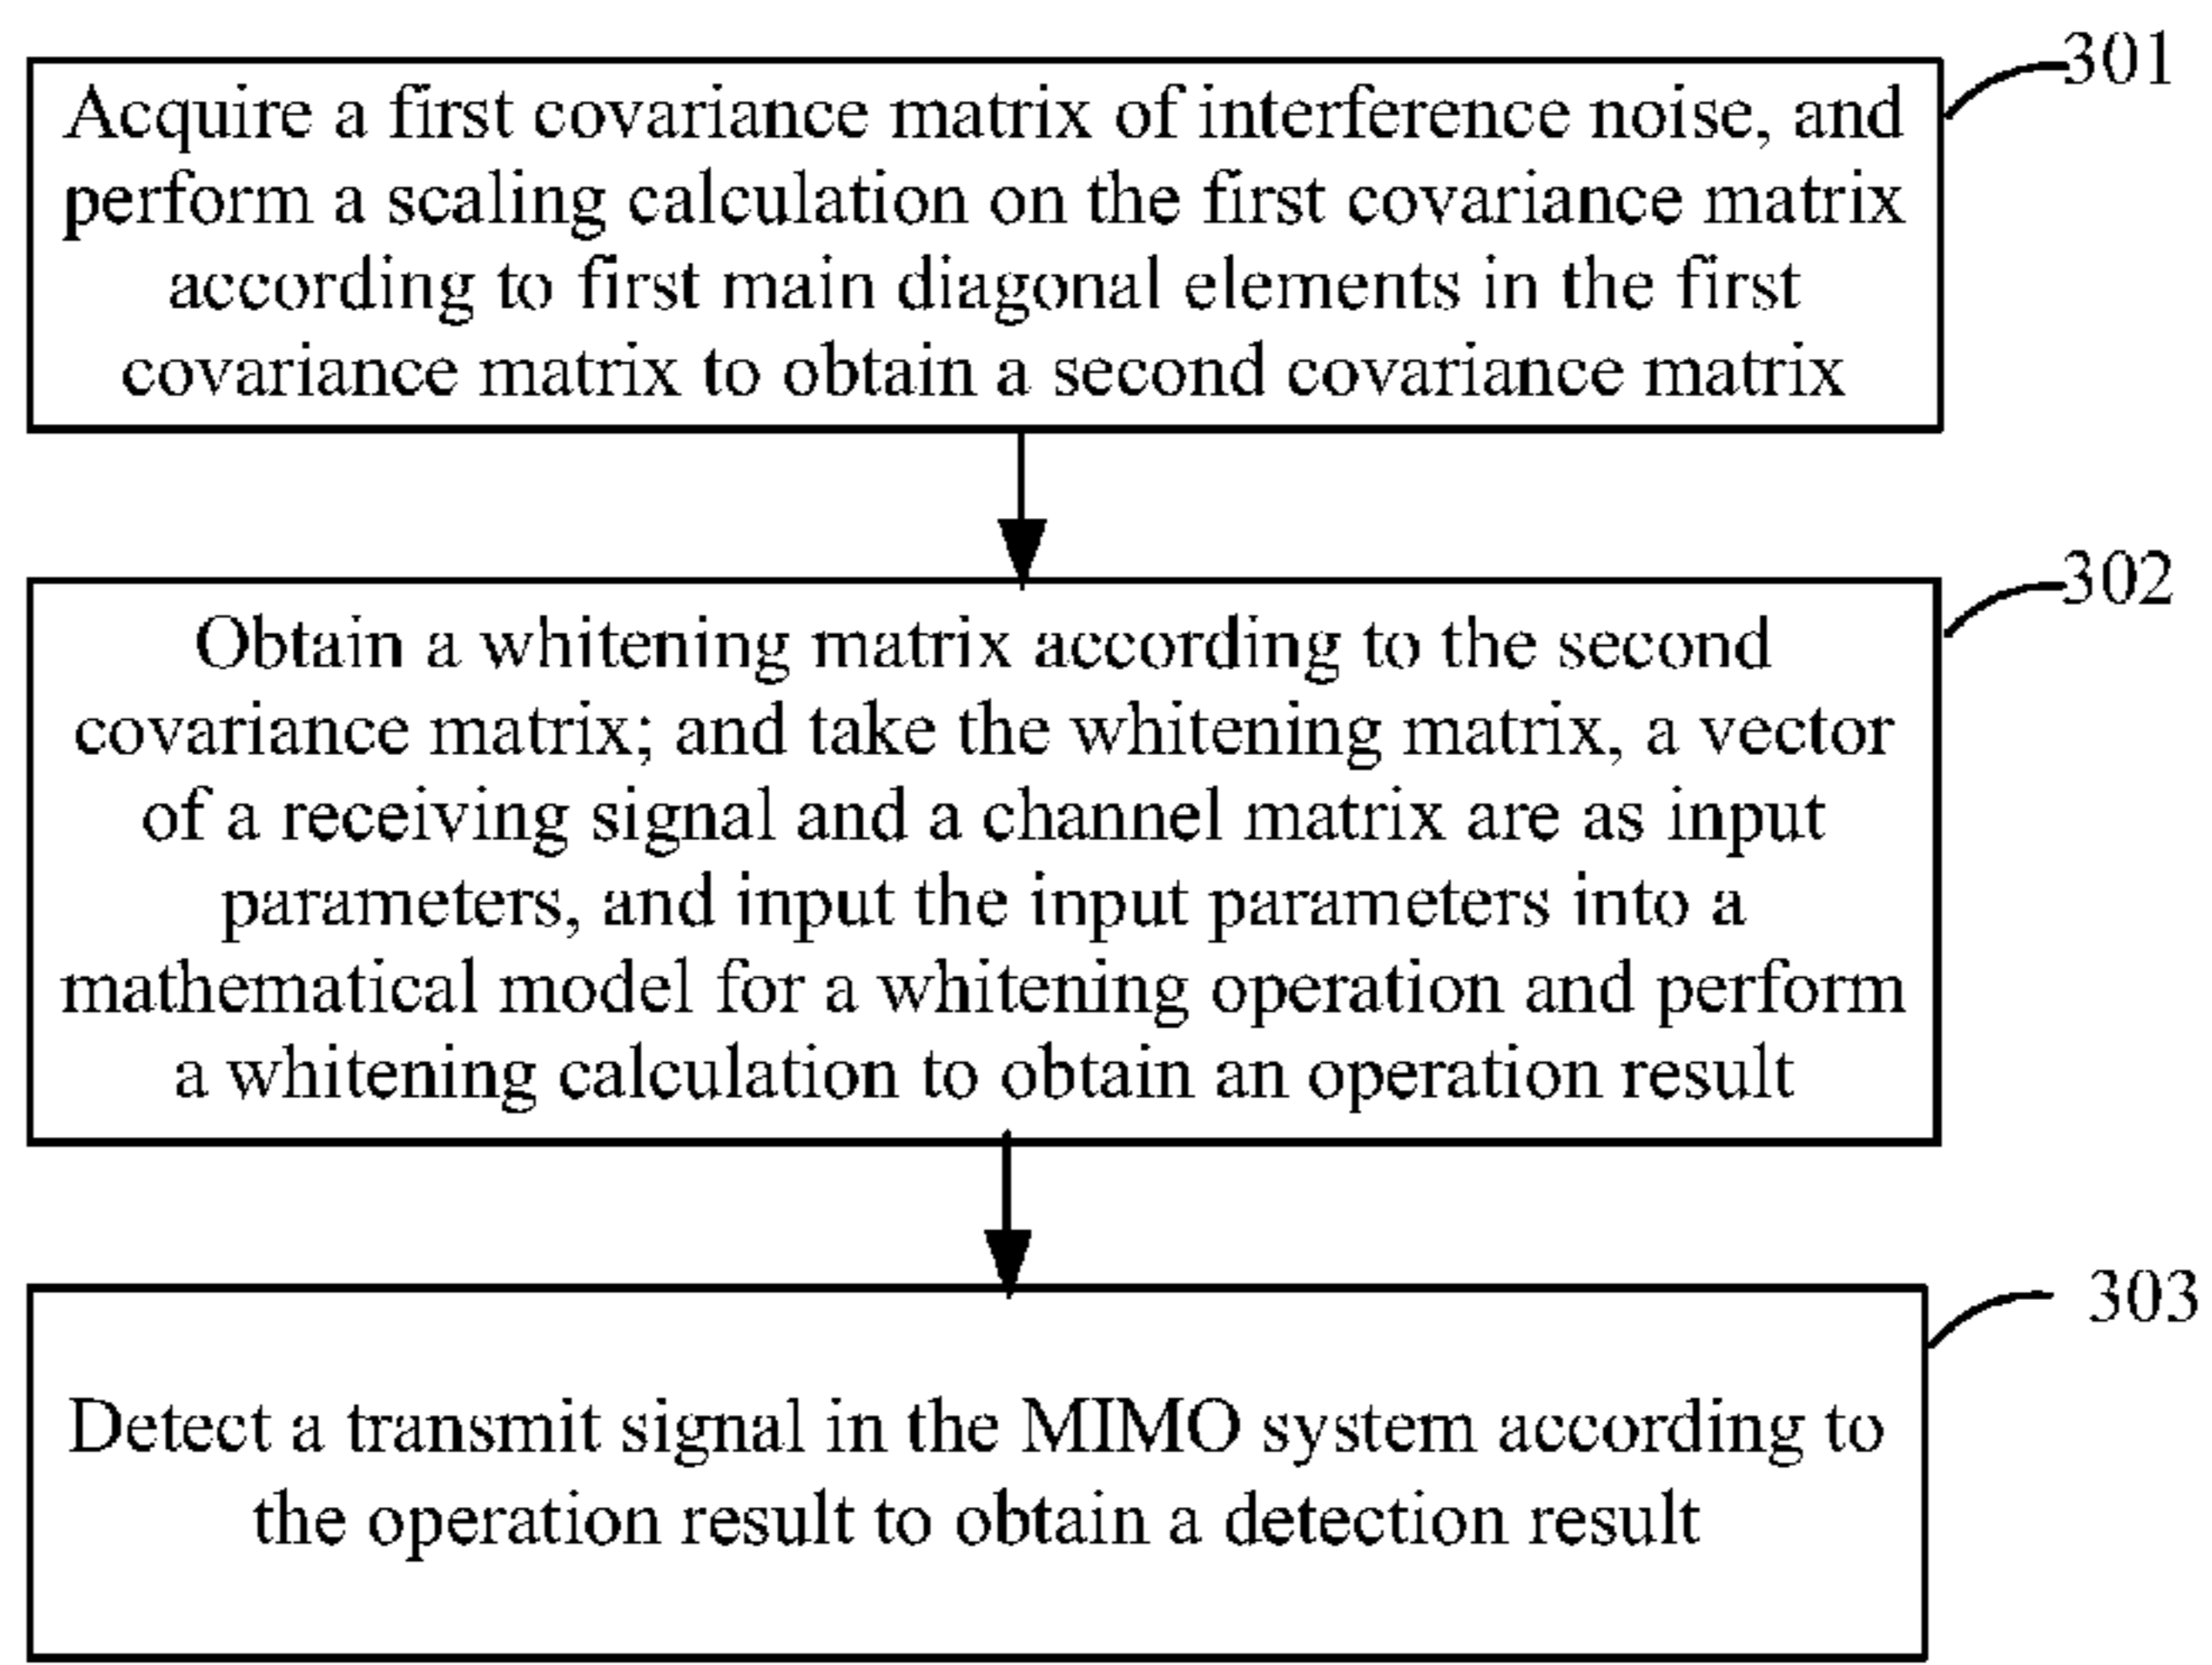 301
Acquire a first covariance matrix of interference noise, and
perform a scaling calculation on the first covariance matrix
according to first main diagonal elements in the first
covariance matrix to obtain a second covariance matrix
302
Obtain a whitening matrix according to the second
covariance matrix; and take the whitening matrix, a vector
of a receiving signal and a channel matrix are as input
parameters, and input the input parameters into a
mathematical model for a whitening operation and perform
a whitening calculation to obtain an operation result
303
Detect a transmit signal in the MIMO system according to
the operation result to obtain a detection result